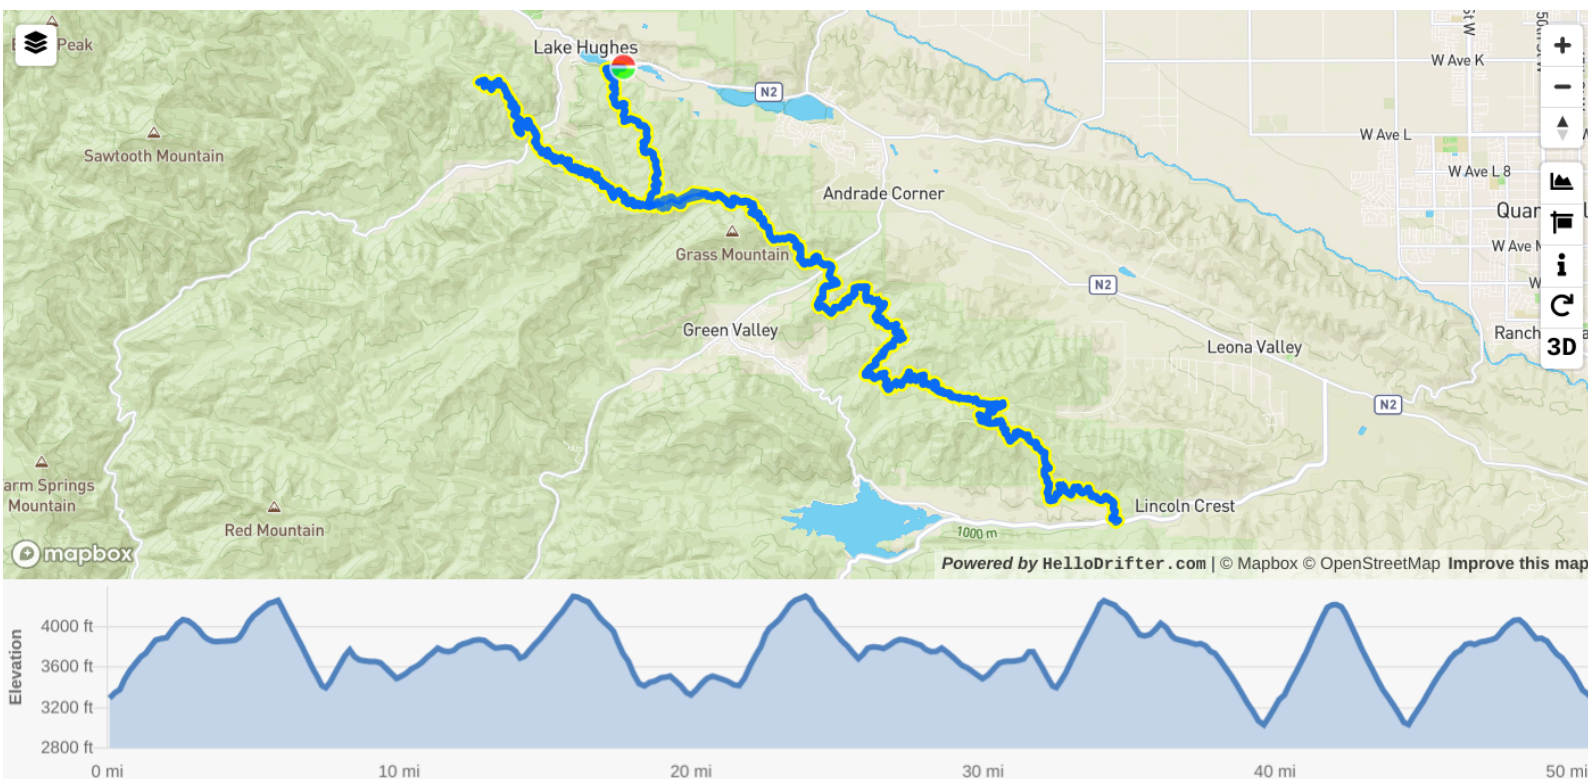 Peak
Lake Hughes
St W
W Ave K
N2
W Ave L
Sawtooth Mountain
W Ave L 8
Andrade Corner
Quar
Grass Mountain
W Ave
N2
W
Green Valley
Ranch
Leona Valley
3D
N2
arm Springs
Mountain
Lincoln Crest
Red Mountain
1000 m
mapbox
Powered by HelloDrifter.com | © Mapbox © OpenStreetMap Improve this map
Elevation
4000 ft
3600 ft
3200 ft
2800 ft
0 mi 10 mi 20 mi 30 mi 40 mi 50 mi